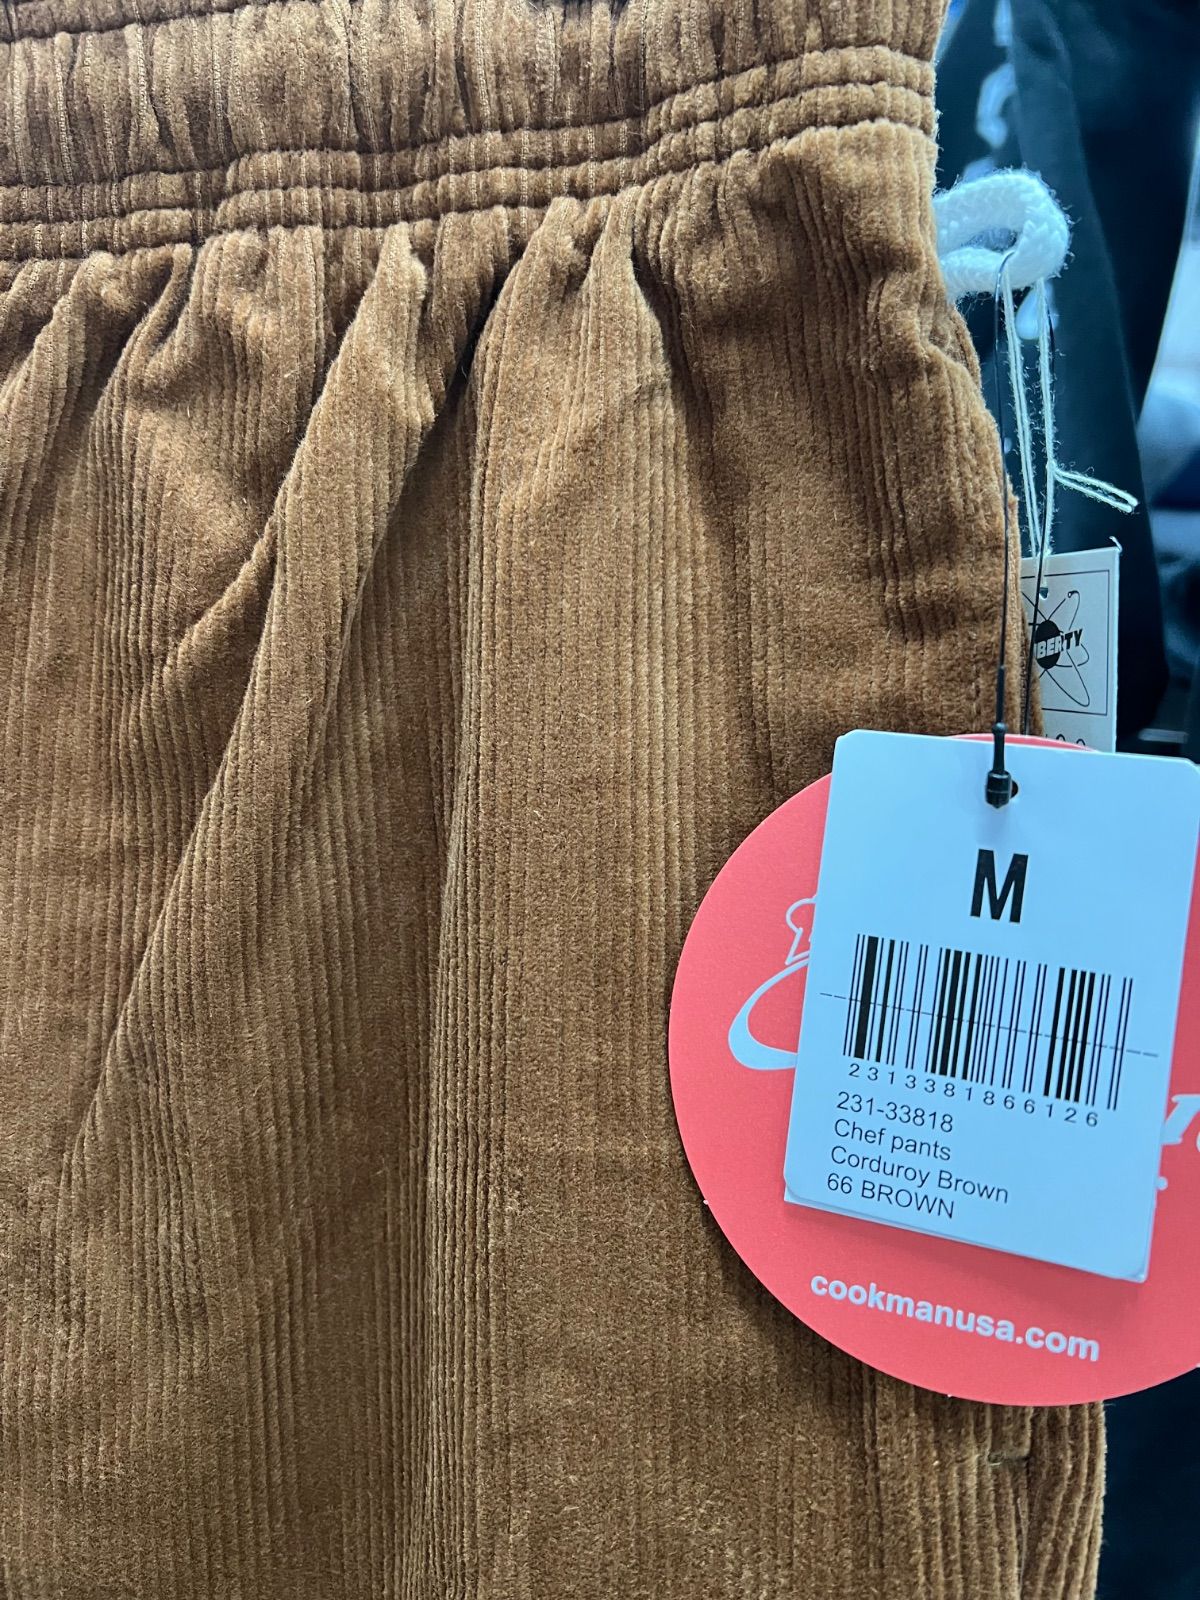 M
2313381866126
231-33818
Chef pants
Corduroy Brown
66 BROWN
cookmanusa.com